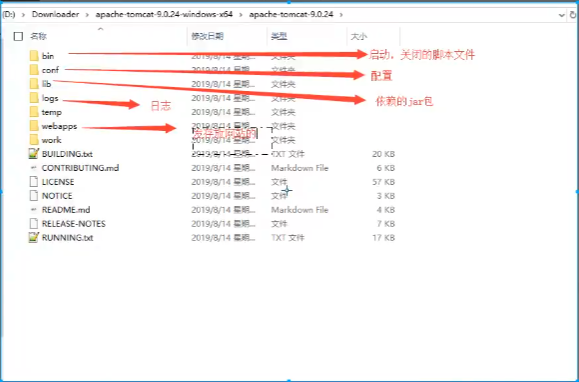 (D:) › Downloader › apache-tomcat-9.0.24-windows-x64 › apache-tomcat-9.0.24 ›
名称 修改日期 类型 大小
bin 2019/8/14 星期... 文件夹 启动，关闭的脚本文件
conf 2019/8/14 星期... 文件夹 配置
lib 2019/8/14 星期... 文件夹 依赖的jar包
logs 2019/8/14 星期... 文件夹 日志
temp 2019/8/14 星期... 文件夹
webapps 2019/8/14 星期... 文件夹 存放网站的
work 2019/8/14 星期... 文件夹
BUILDING.txt 2019/8/14 星期... TXT 文件 20 KB
CONTRIBUTING.md 2019/8/14 星期... Markdown File 6 KB
LICENSE 2019/8/14 星期... 文件 57 KB
NOTICE 2019/8/14 星期... 文件 3 KB
README.md 2019/8/14 星期... Markdown File 4 KB
RELEASE-NOTES 2019/8/14 星期... 文件 7 KB
RUNNING.txt 2019/8/14 星期... TXT 文件 17 KB